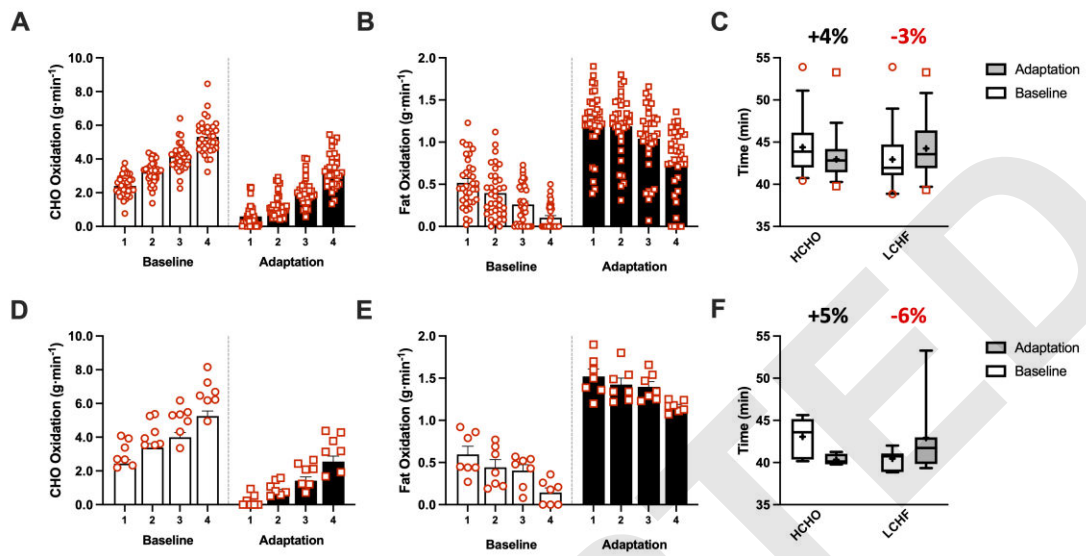 A
CHO Oxidation (g·min⁻¹)
10.0
8.0
6.0
4.0
2.0
0.0
1 2 3 4 1 2 3 4
Baseline Adaptation
B
Fat Oxidation (g·min⁻¹)
2.0
1.5
1.0
0.5
0.0
1 2 3 4 1 2 3 4
Baseline Adaptation
C
+4% -3%
Time (min)
55
45
40
35
HCHO LCHF
Adaptation
Baseline
D
CHO Oxidation (g·min⁻¹)
10.0
8.0
6.0
4.0
2.0
0.0
1 2 3 4 1 2 3 4
Baseline Adaptation
E
Fat Oxidation (g·min⁻¹)
2.0
1.5
1.0
0.5
0.0
1 2 3 4 1 2 3 4
Baseline Adaptation
F
+5% -6%
Time (min)
55
50
45
40
35
HCHO LCHF
Adaptation
Baseline
TED